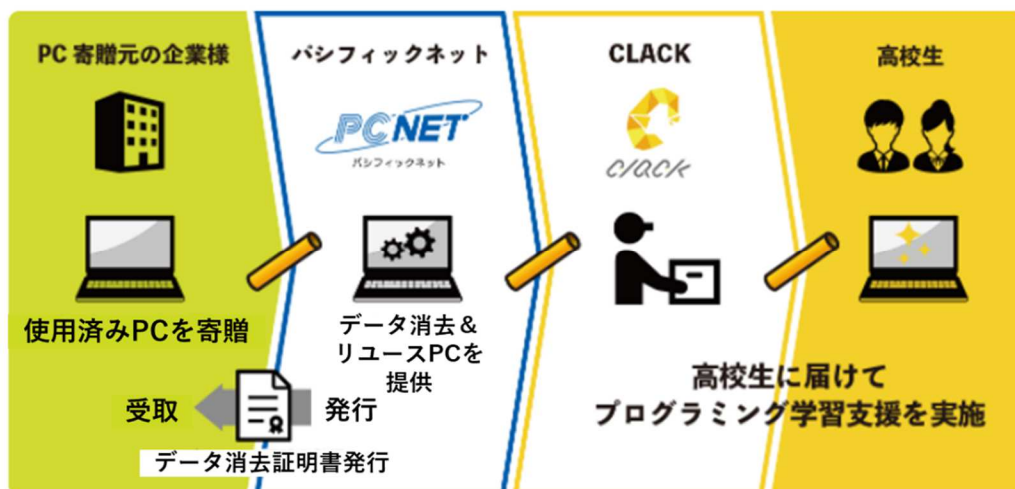 PC 寄贈元の企業様
パシフィックネット
CLACK
高校生
PC NET
パシフィックネット
clack
使用済みPCを寄贈
データ消去＆
リユースPCを
提供
受取
発行
データ消去証明書発行
高校生に届けて
プログラミング学習支援を実施